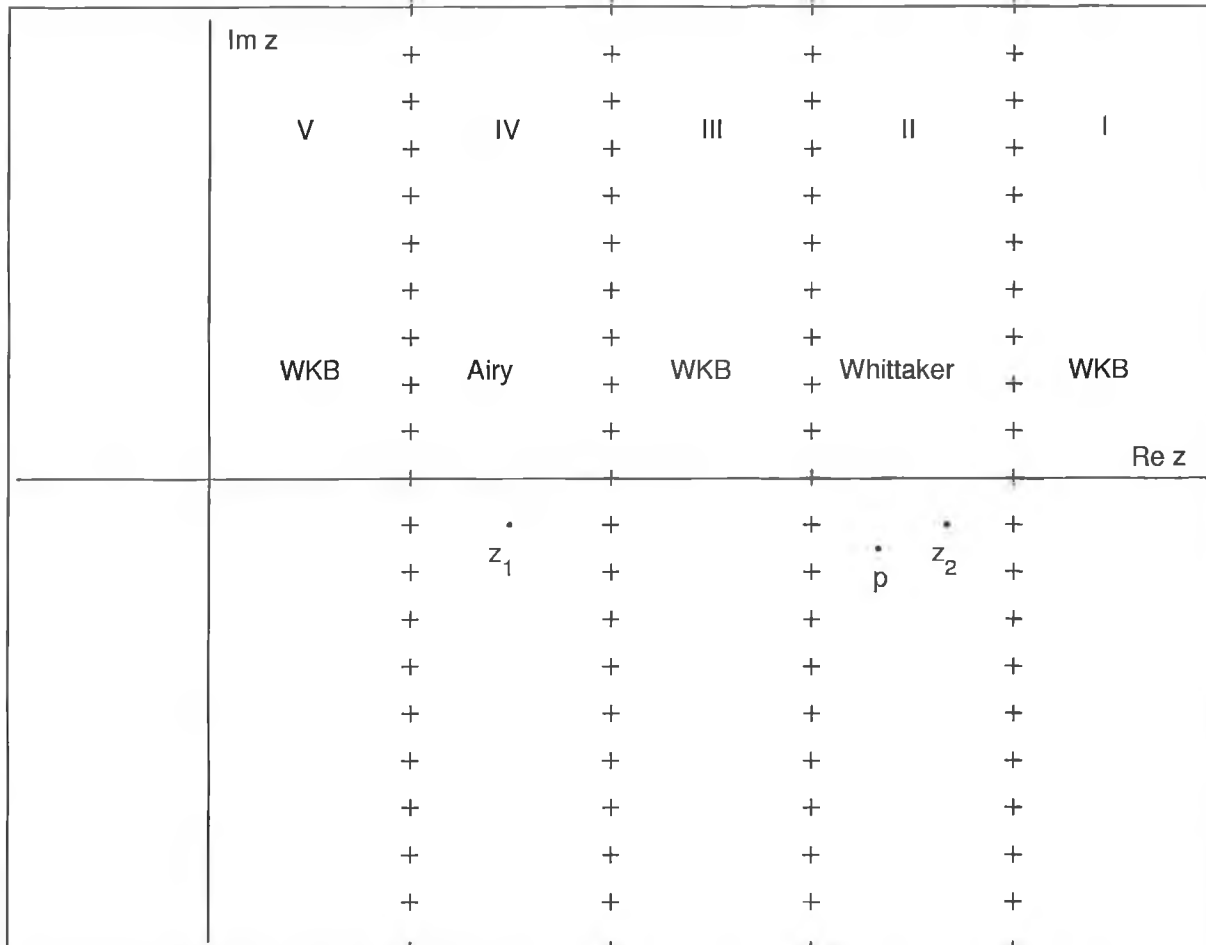 Im z
V IV III II I
WKB Airy WKB Whittaker WKB
Re z
z1 p z2